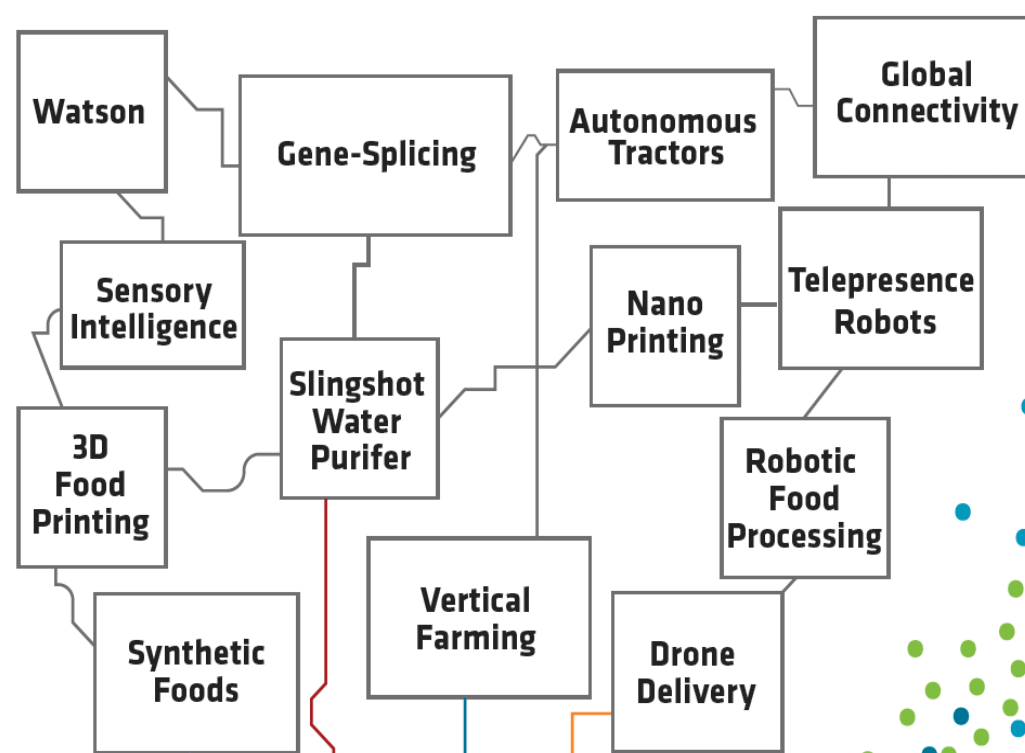 Watson
Gene-Splicing
Autonomous
Tractors
Global
Connectivity
Sensory
Intelligence
Nano
Printing
Telepresence
Robots
Slingshot
Water
Purifer
3D
Food
Printing
Robotic
Food
Processing
Vertical
Farming
Synthetic
Foods
Drone
Delivery